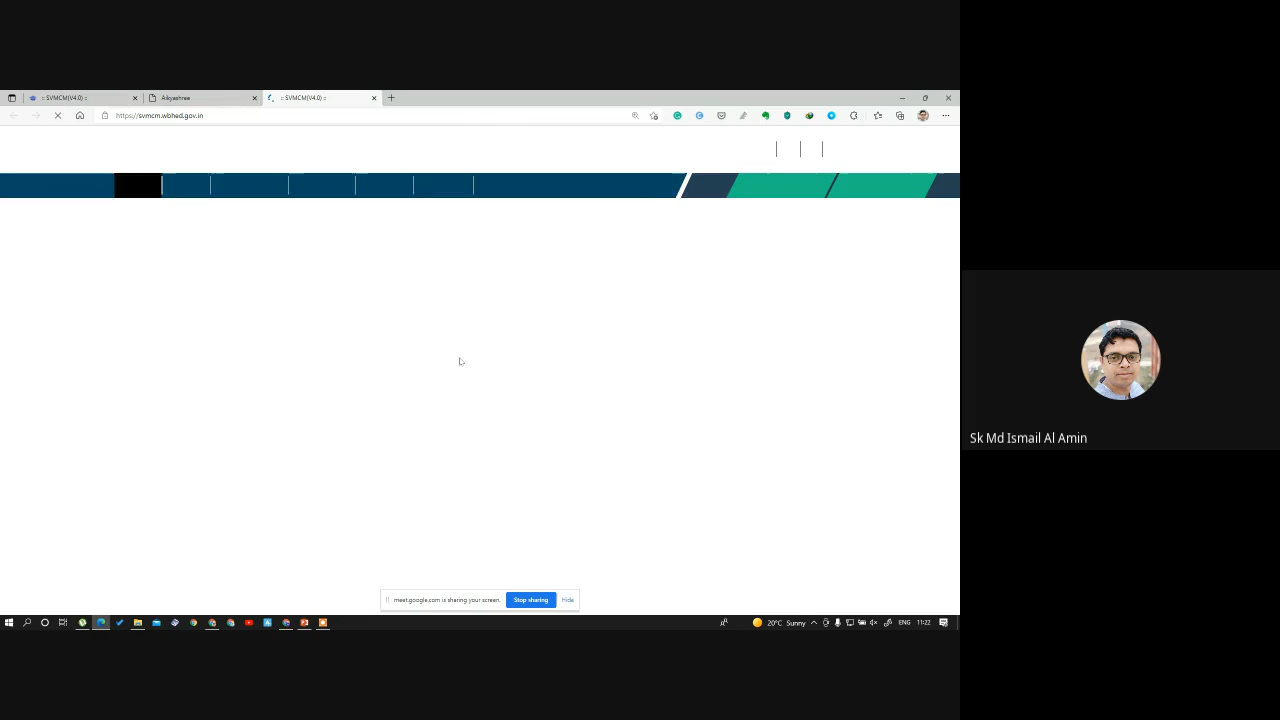 :: SVMCM(V4.0) ::
Aikyashree
:: SVMCM(V4.0) ::
https://svmcm.wbhed.gov.in
Sk Md Ismail Al Amin
meet.google.com is sharing your screen.
Stop sharing
Hide
20°C Sunny
ENG
11:22